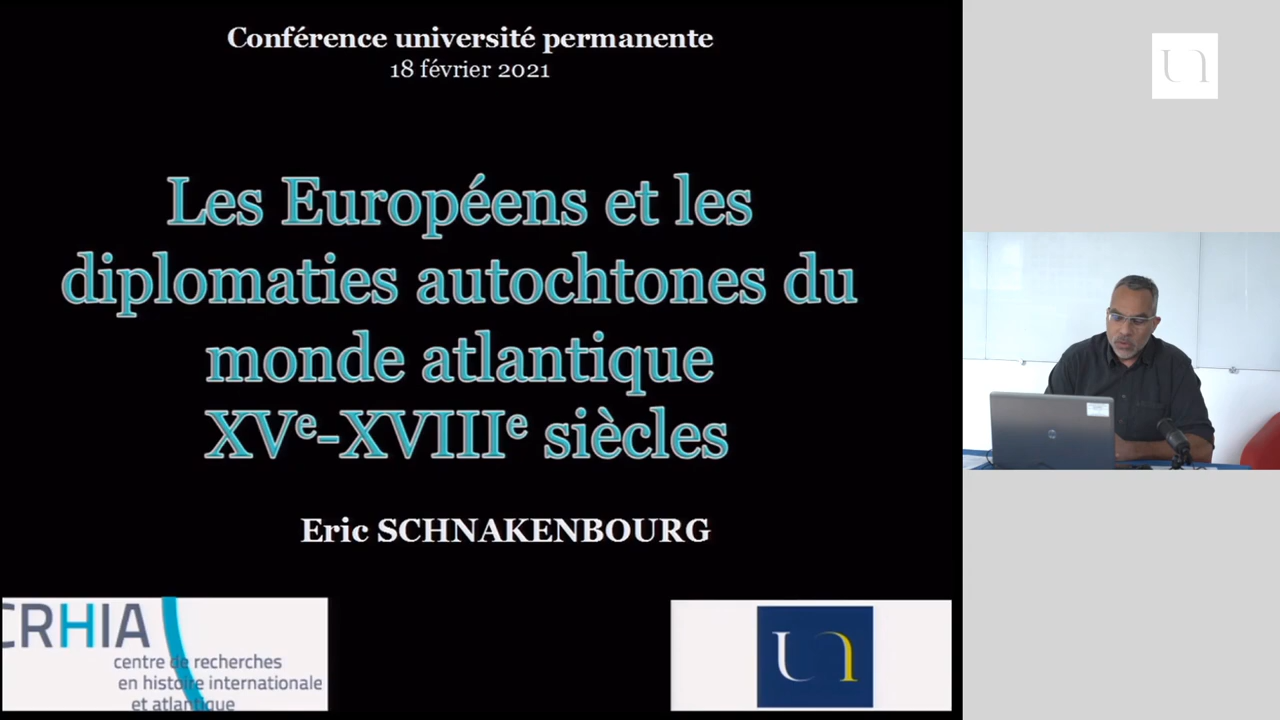 Conférence université permanente
18 février 2021
Les Européens et les
diplomaties autochtones du
monde atlantique
XVe-XVIIIe siècles
Eric SCHNAKENBOURG
CRHIA
centre de recherches
en histoire internationale
et atlantique